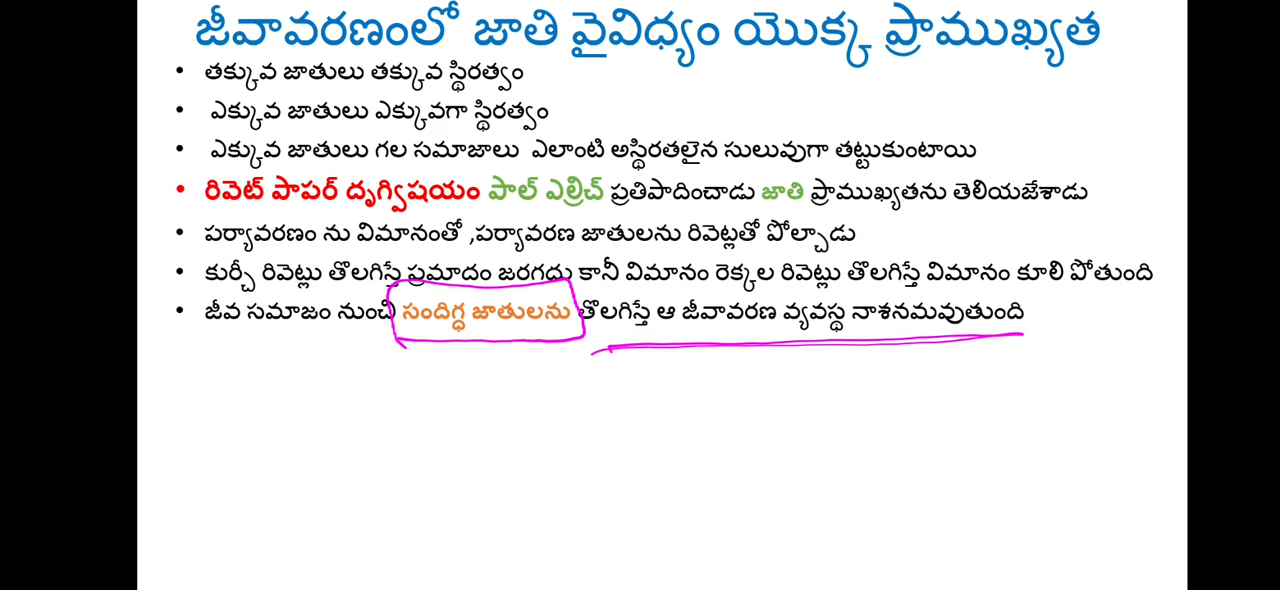 జీవావరణంలో జాతి వైవిధ్యం యొక్క ప్రాముఖ్యత
• తక్కువ జాతులు తక్కువ స్థిరత్వం
• ఎక్కువ జాతులు ఎక్కువగా స్థిరత్వం
• ఎక్కువ జాతులు గల సమాజాలు ఎలాంటి అస్థిరతలైన సులువుగా తట్టుకుంటాయి
• రివెట్ పాపర్ దృగ్విషయం పాల్ ఎల్రిచ్ ప్రతిపాదించాడు జాతి ప్రాముఖ్యతను తెలియజేశాడు
• పర్యావరణం ను విమానంతో ,పర్యావరణ జాతులను రివెట్లతో పోల్చాడు
• కుర్చీ రివెట్లు తొలగిస్తే ప్రమాదం జరగదు కానీ విమానం రెక్కల రివెట్లు తొలగిస్తే విమానం కూలి పోతుంది
• జీవ సమాజం నుంచి సందిగ్ధ జాతులను తొలగిస్తే ఆ జీవావరణ వ్యవస్థ నాశనమవుతుంది